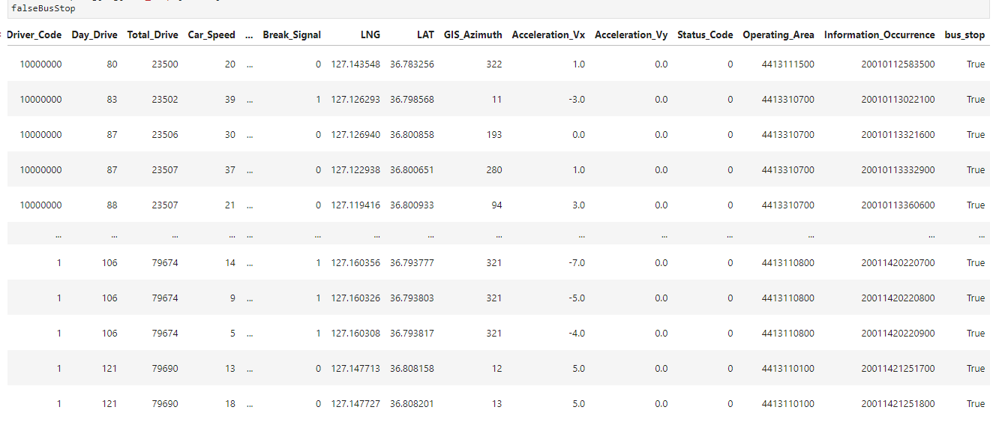 falseBusStop
Driver_Code Day_Drive Total_Drive Car_Speed ... Break_Signal LNG LAT GIS_Azimuth Acceleration_Vx Acceleration_Vy Status_Code Operating_Area Information_Occurrence bus_stop
10000000 80 23500 20 ... 0 127.143548 36.783256 322 1.0 0.0 0 4413111500 20010112583500 True
10000000 83 23502 39 ... 1 127.126293 36.798568 11 -3.0 0.0 0 4413310700 20010113022100 True
10000000 87 23506 30 ... 0 127.126940 36.800858 193 0.0 0.0 0 4413310700 20010113321600 True
10000000 87 23507 37 ... 0 127.122938 36.800651 280 1.0 0.0 0 4413310700 20010113332900 True
10000000 88 23507 21 ... 0 127.119416 36.800933 94 3.0 0.0 0 4413310700 20010113360600 True
... ... ... ... ... ... ... ... ... ... ... ... ... ... ...
1 106 79674 14 ... 1 127.160356 36.793777 321 -7.0 0.0 0 4413110800 20011420220700 True
1 106 79674 9 ... 1 127.160326 36.793803 321 -5.0 0.0 0 4413110800 20011420220800 True
1 106 79674 5 ... 1 127.160308 36.793817 321 -4.0 0.0 0 4413110800 20011420220900 True
1 121 79690 13 ... 0 127.147713 36.808158 12 5.0 0.0 0 4413110100 20011421251700 True
1 121 79690 18 ... 0 127.147727 36.808201 13 5.0 0.0 0 4413110100 20011421251800 True